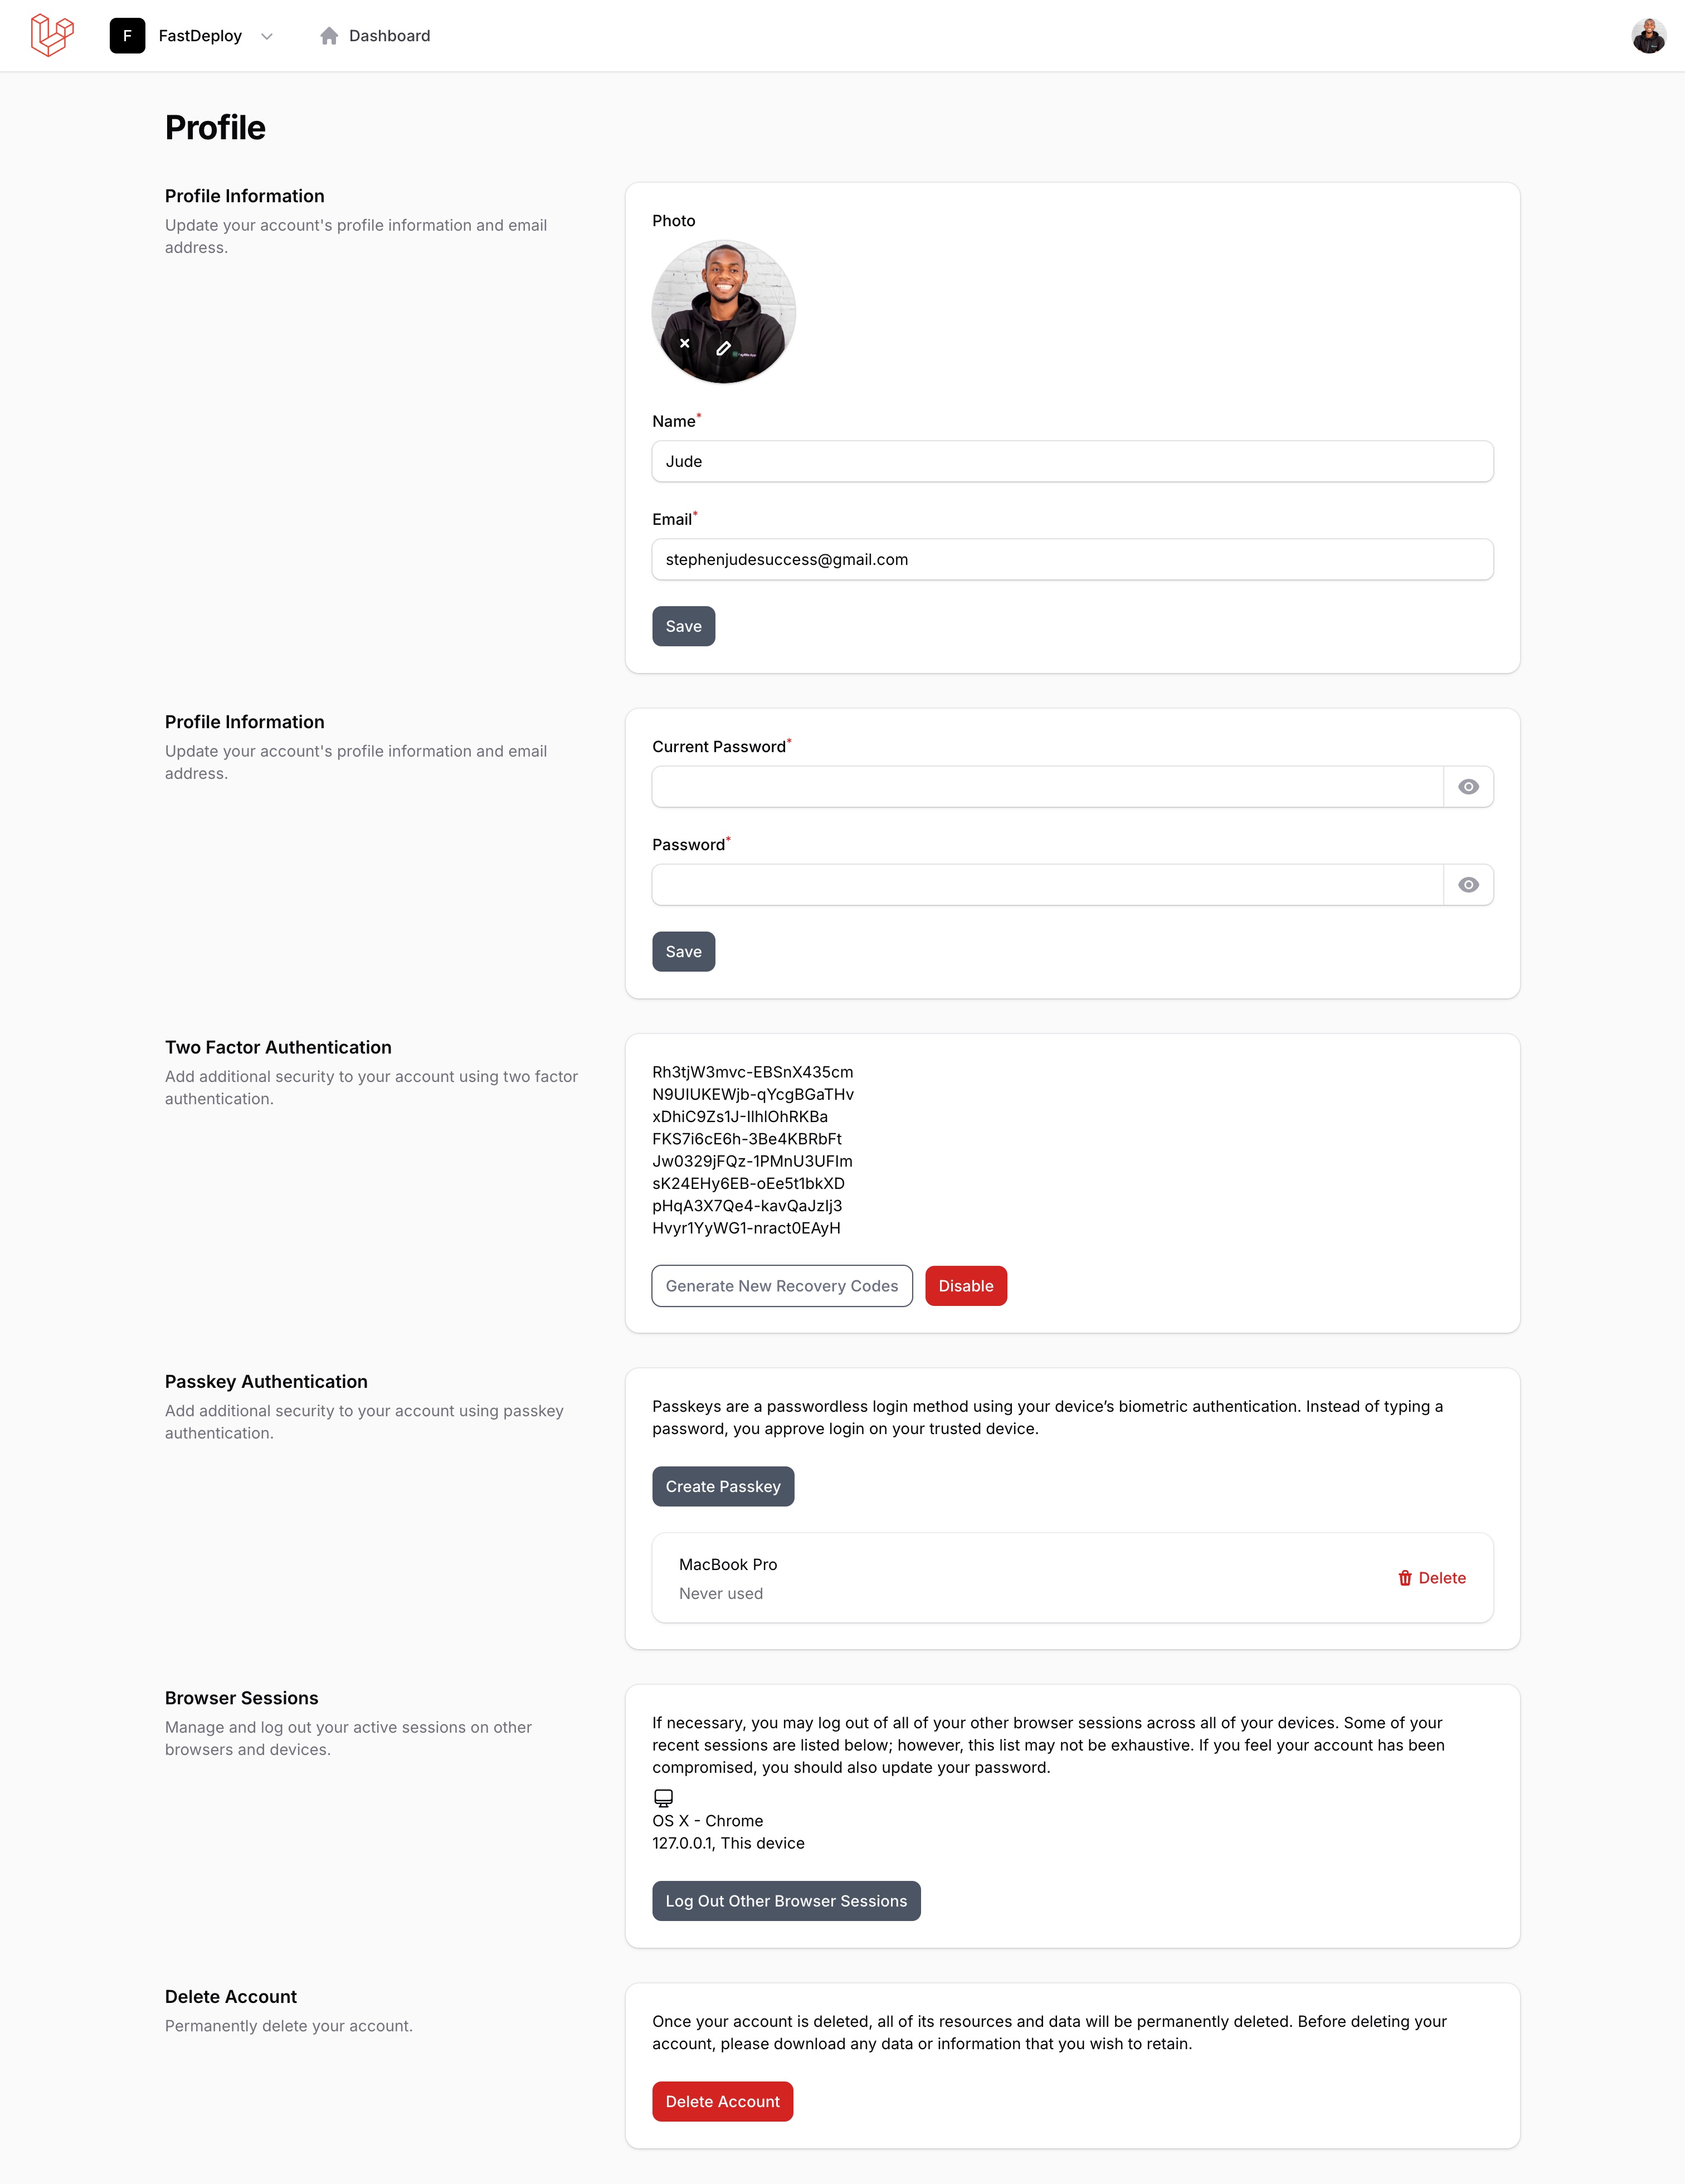 F FastDeploy Dashboard
Profile
Profile Information
Update your account's profile information and email
address.
Photo
Name*
Jude
Email*
stephenjudesuccess@gmail.com
Save
Profile Information
Update your account's profile information and email
address.
Current Password*
Password*
Save
Two Factor Authentication
Add additional security to your account using two factor
authentication.
Rh3tjW3mvc-EBSnX435cm
N9UIUKEWjb-qYcgBGaTHv
xDhiC9Zs1J-IlhlOhRKBa
FKS7i6cE6h-3Be4KBRbFt
Jw0329jFQz-1PMnU3UFIm
sK24EHy6EB-oEe5t1bkXD
pHqA3X7Qe4-kavQaJzIj3
Hvyr1YyWG1-nract0EAyH
Generate New Recovery Codes Disable
Passkey Authentication
Add additional security to your account using passkey
authentication.
Passkeys are a passwordless login method using your device’s biometric authentication. Instead of typing a
password, you approve login on your trusted device.
Create Passkey
MacBook Pro
Never used
Delete
Browser Sessions
Manage and log out your active sessions on other
browsers and devices.
If necessary, you may log out of all of your other browser sessions across all of your devices. Some of your
recent sessions are listed below; however, this list may not be exhaustive. If you feel your account has been
compromised, you should also update your password.
OS X - Chrome
127.0.0.1, This device
Log Out Other Browser Sessions
Delete Account
Permanently delete your account.
Once your account is deleted, all of its resources and data will be permanently deleted. Before deleting your
account, please download any data or information that you wish to retain.
Delete Account